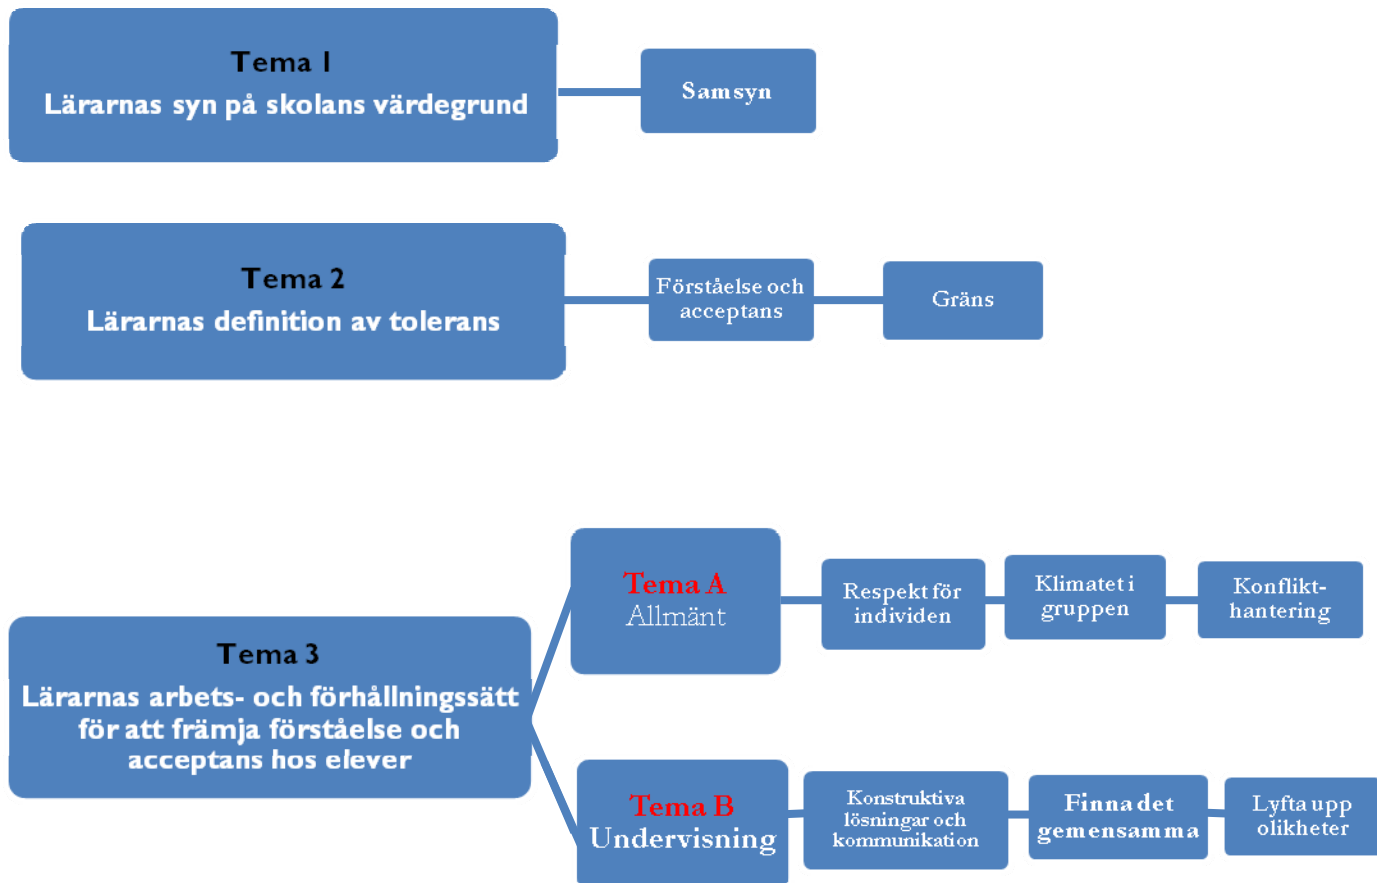 Tema 1
Lärarnas syn på skolans värdegrund
Samsyn
Tema 2
Lärarnas definition av tolerans
Förståelse och
acceptans
Gräns
Tema 3
Lärarnas arbets- och förhållningssätt
för att främja förståelse och
acceptans hos elever
Tema A
Allmänt
Respekt för
individen
Klimatet i
gruppen
Konflikt-
hantering
Tema B
Undervisning
Konstruktiva
lösningar och
kommunikation
Finna det
gemensamma
Lyfta upp
olikheter